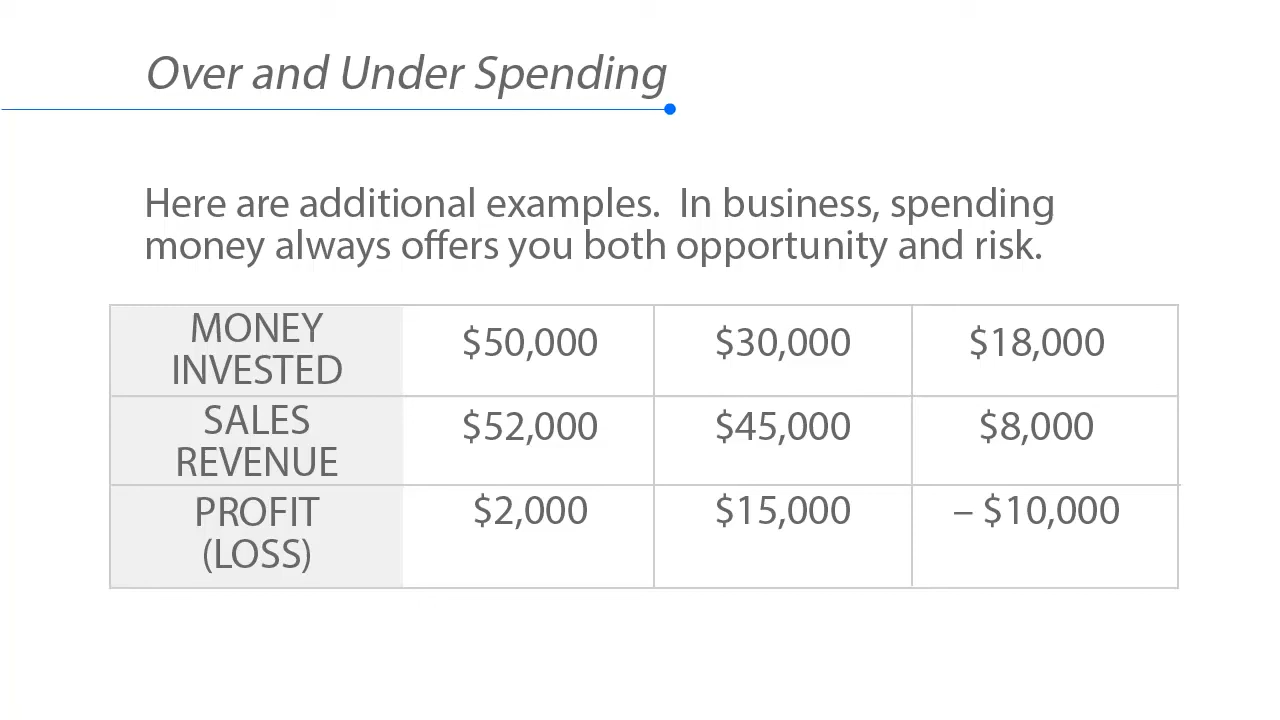 Over and Under Spending
Here are additional examples.  In business, spending
money always offers you both opportunity and risk.
MONEY
INVESTED
$50,000
$30,000
$18,000
SALES
REVENUE
$52,000
$45,000
$8,000
PROFIT
(LOSS)
$2,000
$15,000
– $10,000